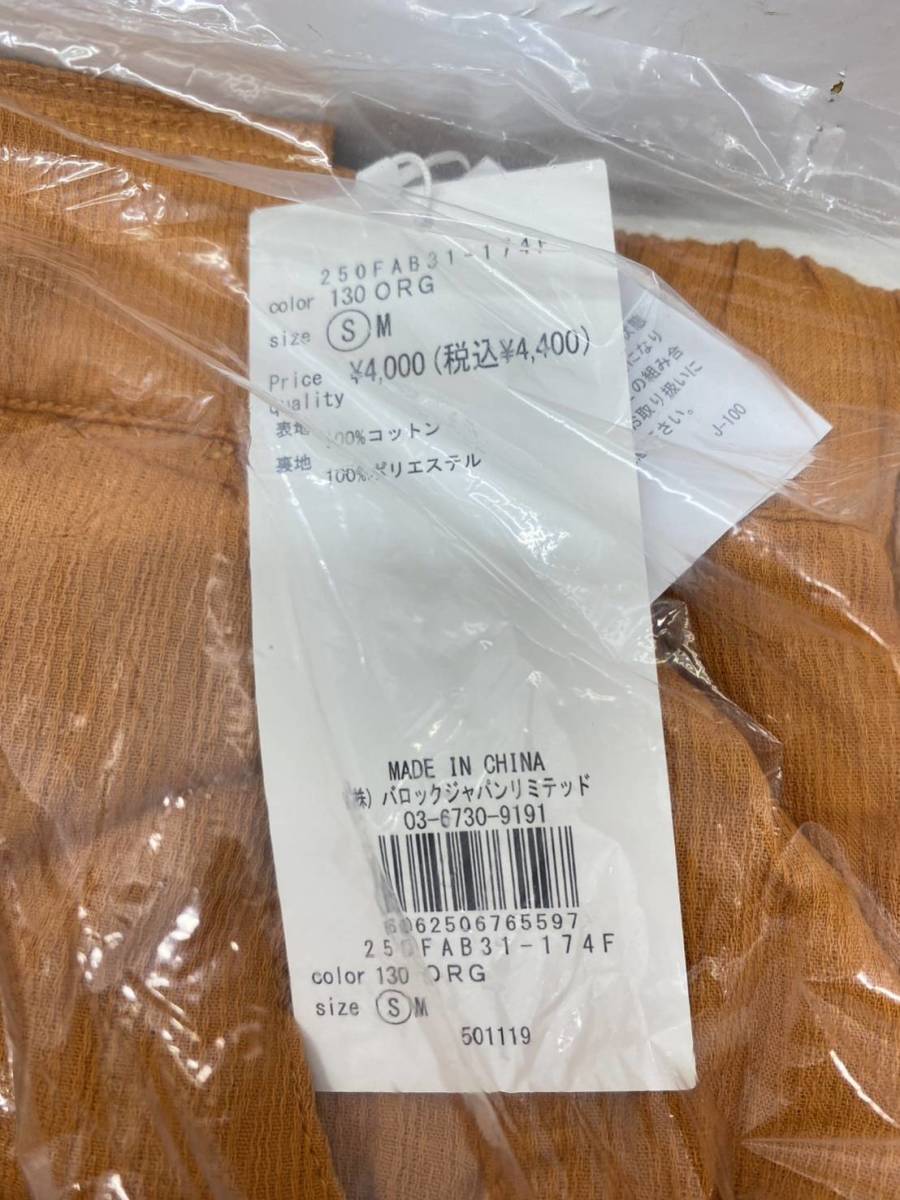 250FAB31-174F
color 130 ORG
size Ⓢ M
Price ¥4,000(税込¥4,400)
quality
表地 100%コットン
裏地 100%ポリエステル
になり
の組み合
お取り扱いに
さい。
J-100
MADE IN CHINA
(株)バロックジャパンリミテッド
03-6730-9191
6062506765597
250FAB31-174F
color 130 ORG
size Ⓢ M
501119